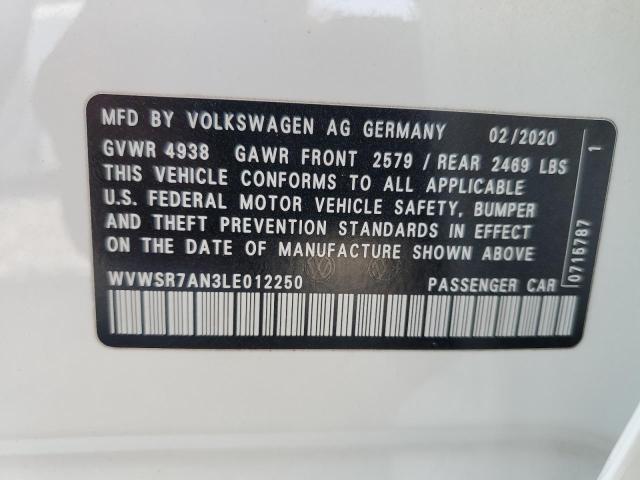 MFD BY VOLKSWAGEN AG GERMANY 02/2020
GVWR 4938 GAWR FRONT 2579 / REAR 2469 LBS
THIS VEHICLE CONFORMS TO ALL APPLICABLE
U.S. FEDERAL MOTOR VEHICLE SAFETY, BUMPER
AND THEFT PREVENTION STANDARDS IN EFFECT
ON THE DATE OF MANUFACTURE SHOWN ABOVE
WVWSR7AN3LE012250 PASSENGER CAR
0715787 1